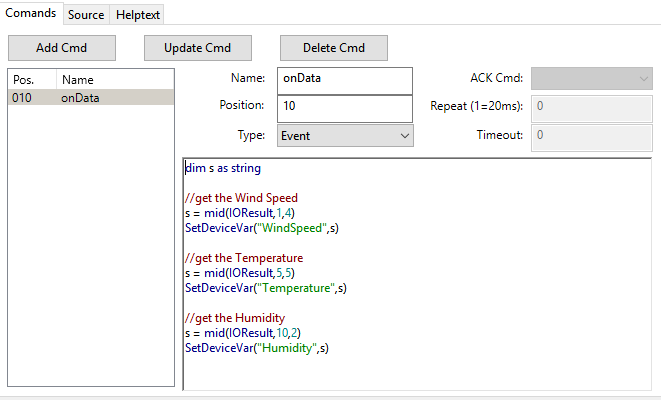 Comands Source Helptext
Add Cmd Update Cmd Delete Cmd
Pos. Name
010 onData
Name: onData ACK Cmd:
Position: 10 Repeat (1=20ms): 0
Type: Event Timeout: 0
dim s as string
//get the Wind Speed
s = mid(IOResult,1,4)
SetDeviceVar("WindSpeed",s)
//get the Temperature
s = mid(IOResult,5,5)
SetDeviceVar("Temperature",s)
//get the Humidity
s = mid(IOResult,10,2)
SetDeviceVar("Humidity",s)